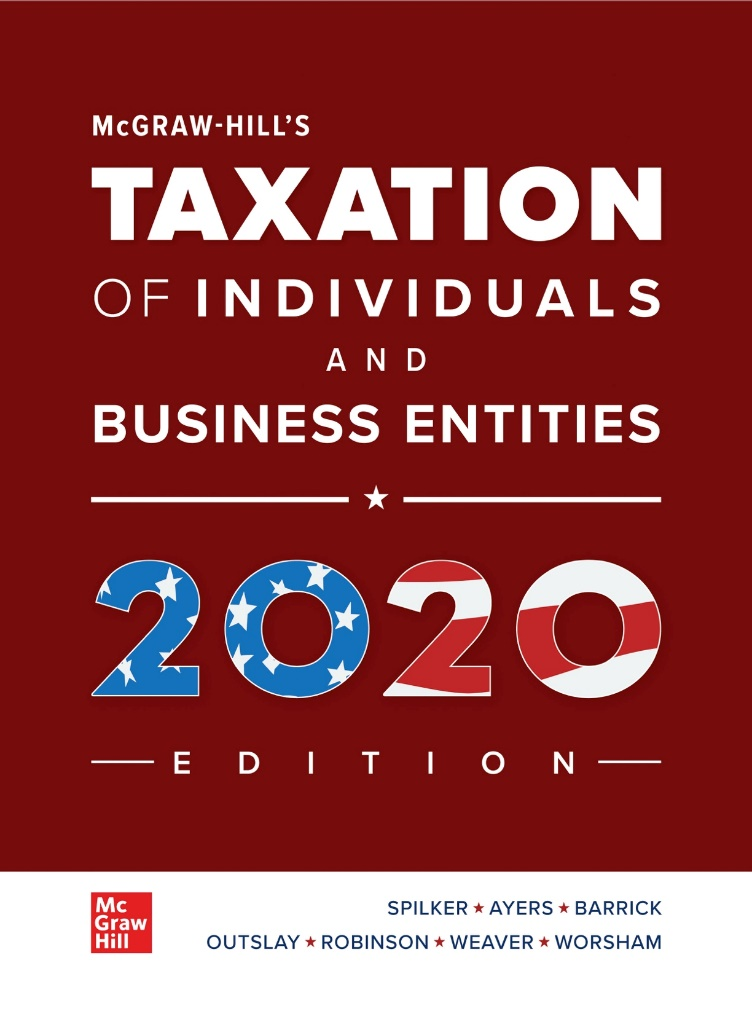 McGRAW-HILL'S
TAXATION
OF INDIVIDUALS
AND
BUSINESS ENTITIES
★
2020
EDITION
Mc
Graw
Hill
SPILKER ★ AYERS ★ BARRICK
OUTSLAY ★ ROBINSON ★ WEAVER ★ WORSHAM